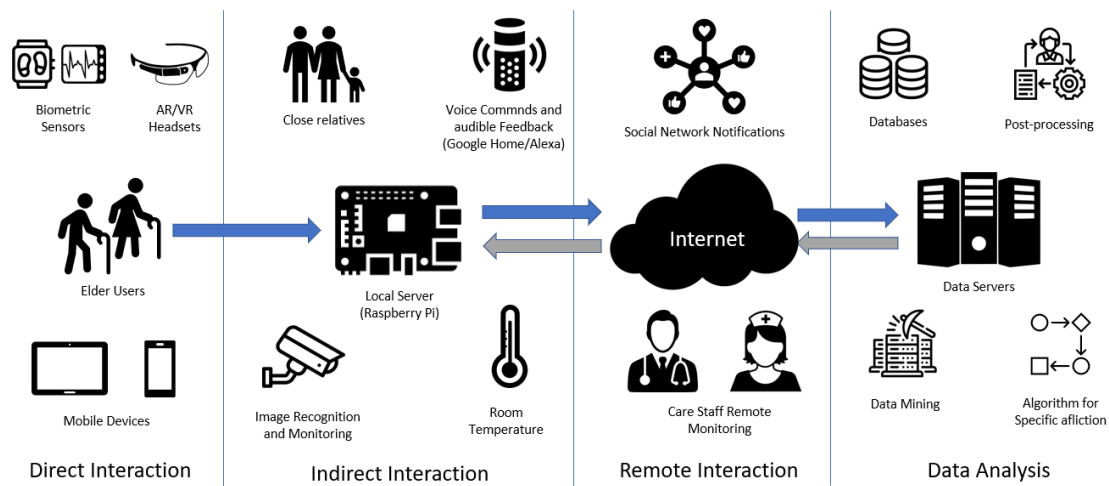 Biometric
Sensors
AR/VR
Headsets
Close relatives
Voice Commnds and
audible Feedback
(Google Home/Alexa)
Social Network Notifications
Databases
Post-processing
Elder Users
Local Server
(Raspberry Pi)
Internet
Data Servers
Mobile Devices
Image Recognition
and Monitoring
Room
Temperature
Care Staff Remote
Monitoring
Data Mining
Algorithm for
Specific afliction
Direct Interaction
Indirect Interaction
Remote Interaction
Data Analysis